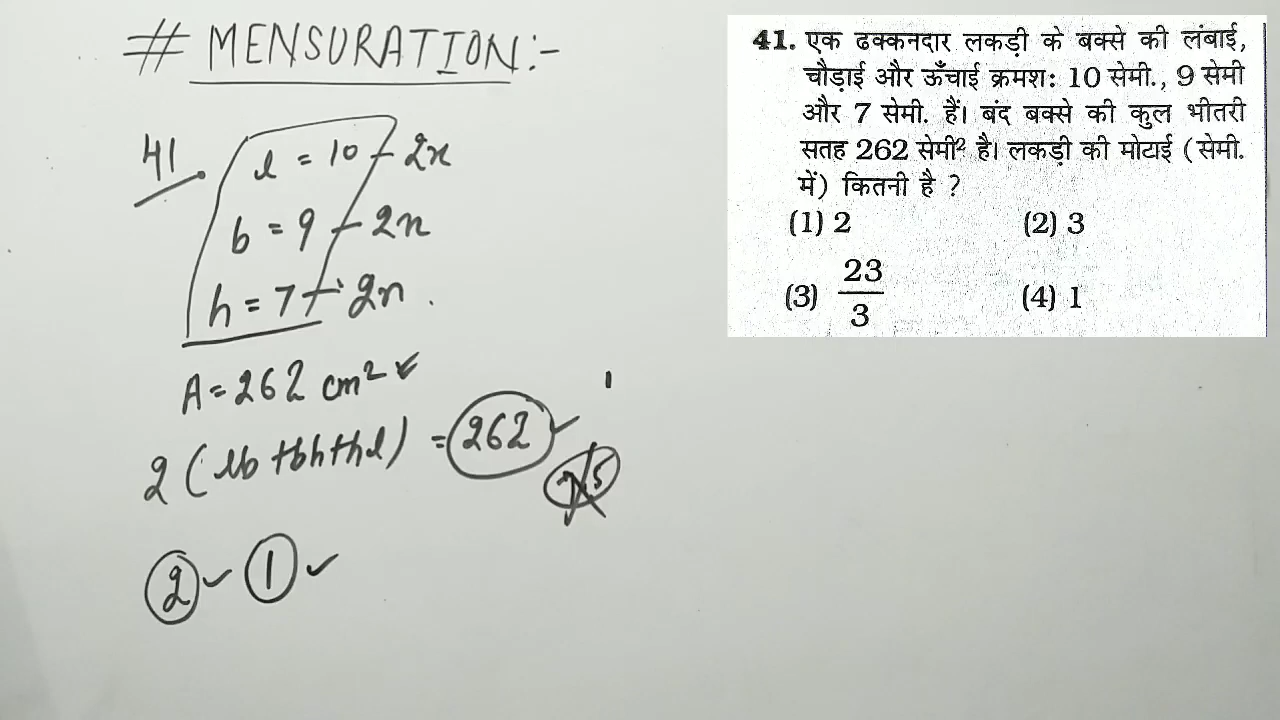 # MENSURATION:-
41.
l = 10 - 2x
b = 9 - 2x
h = 7 - 2x.
A = 262 cm²
2 (lb + bh + hl) = 262
2 1
41. एक ढक्कनदार लकड़ी के बक्से की लंबाई,
चौड़ाई और ऊँचाई क्रमश: 10 सेमी., 9 सेमी
और 7 सेमी. हैं। बंद बक्से की कुल भीतरी
सतह 262 सेमी² है। लकड़ी की मोटाई (सेमी.
में) कितनी है ?
(1) 2
(2) 3
(3) 23/3
(4) 1